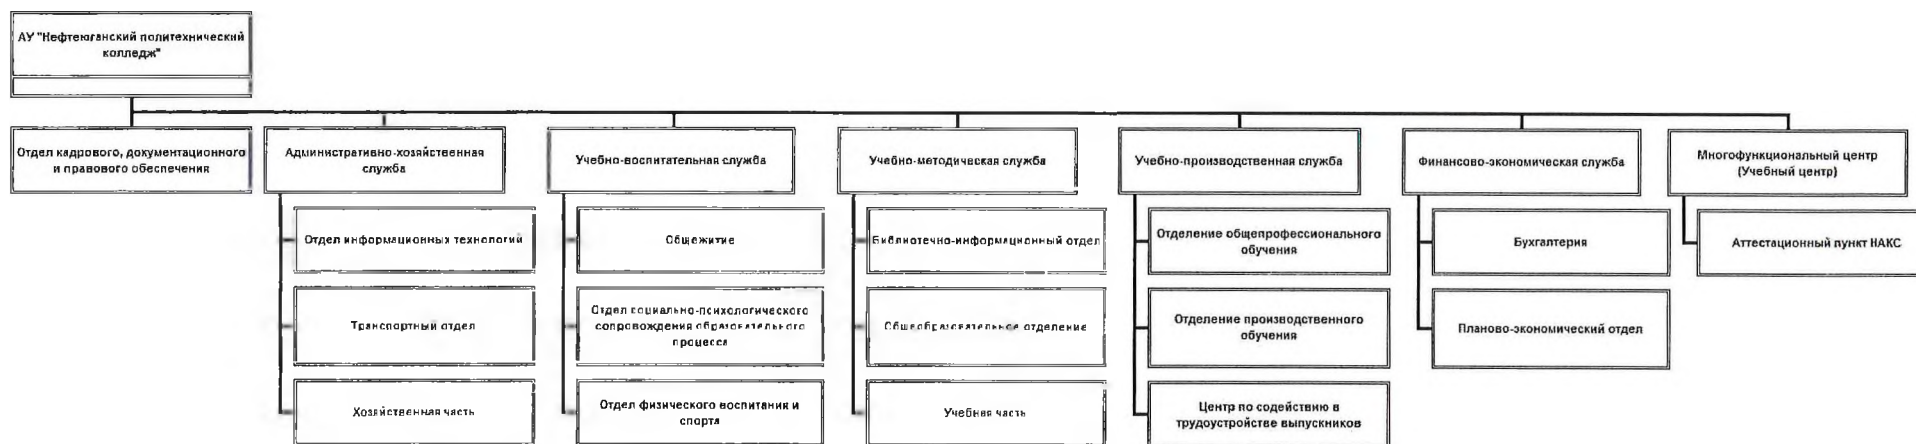 АУ "Нефтеюганский политехнический
колледж"
Отдел кадрового, документационного
и правового обеспечения
Административно-хозяйственная
служба
Учебно-воспитательная служба
Учебно-методическая служба
Учебно-производственная служба
Финансово-экономическая служба
Многофункциональный центр
(Учебный центр)
Отдел информационных технологий
Общежитие
Библиотечно-информационный отдел
Отделение общепрофессионального
обучения
Бухгалтерия
Аттестационный пункт НАКС
Транспортный отдел
Отдел социально-психологического
сопровождения образовательного
процесса
Общеобразовательное отделение
Отделение производственного
обучения
Планово-экономический отдел
Хозяйственная часть
Отдел физического воспитания и
спорта
Учебная часть
Центр по содействию в
трудоустройстве выпускников